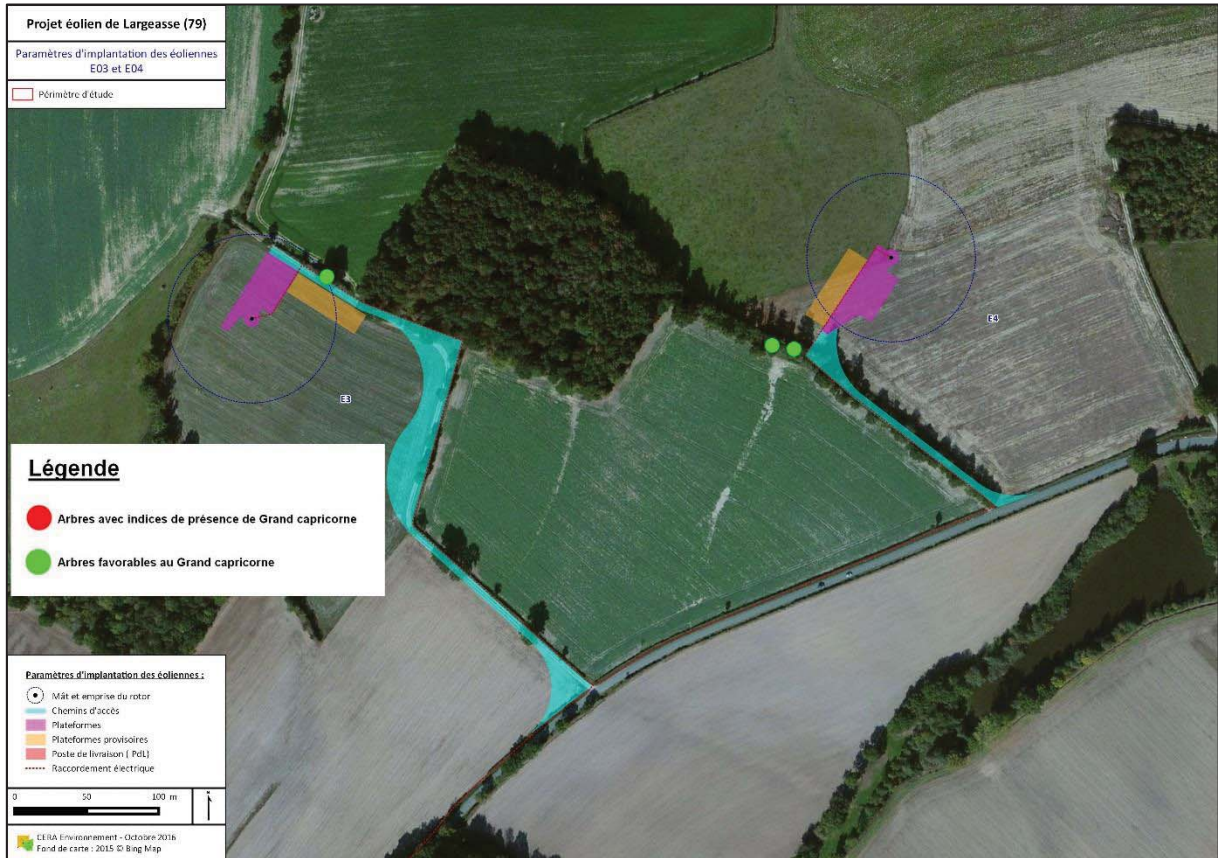 Projet éolien de Largeasse (79)
Paramètres d'implantation des éoliennes
E03 et E04
Périmètre d'étude
E3
E4
Légende
Arbres avec indices de présence de Grand capricorne
Arbres favorables au Grand capricorne
Paramètres d'implantation des éoliennes :
Mât et emprise du rotor
Chemins d'accès
Plateformes
Plateformes provisoires
Poste de livraison ( PdL)
Raccordement électrique
0 50 100 m
N
CERA Environnement - Octobre 2016
Fond de carte : 2015 © Bing Map